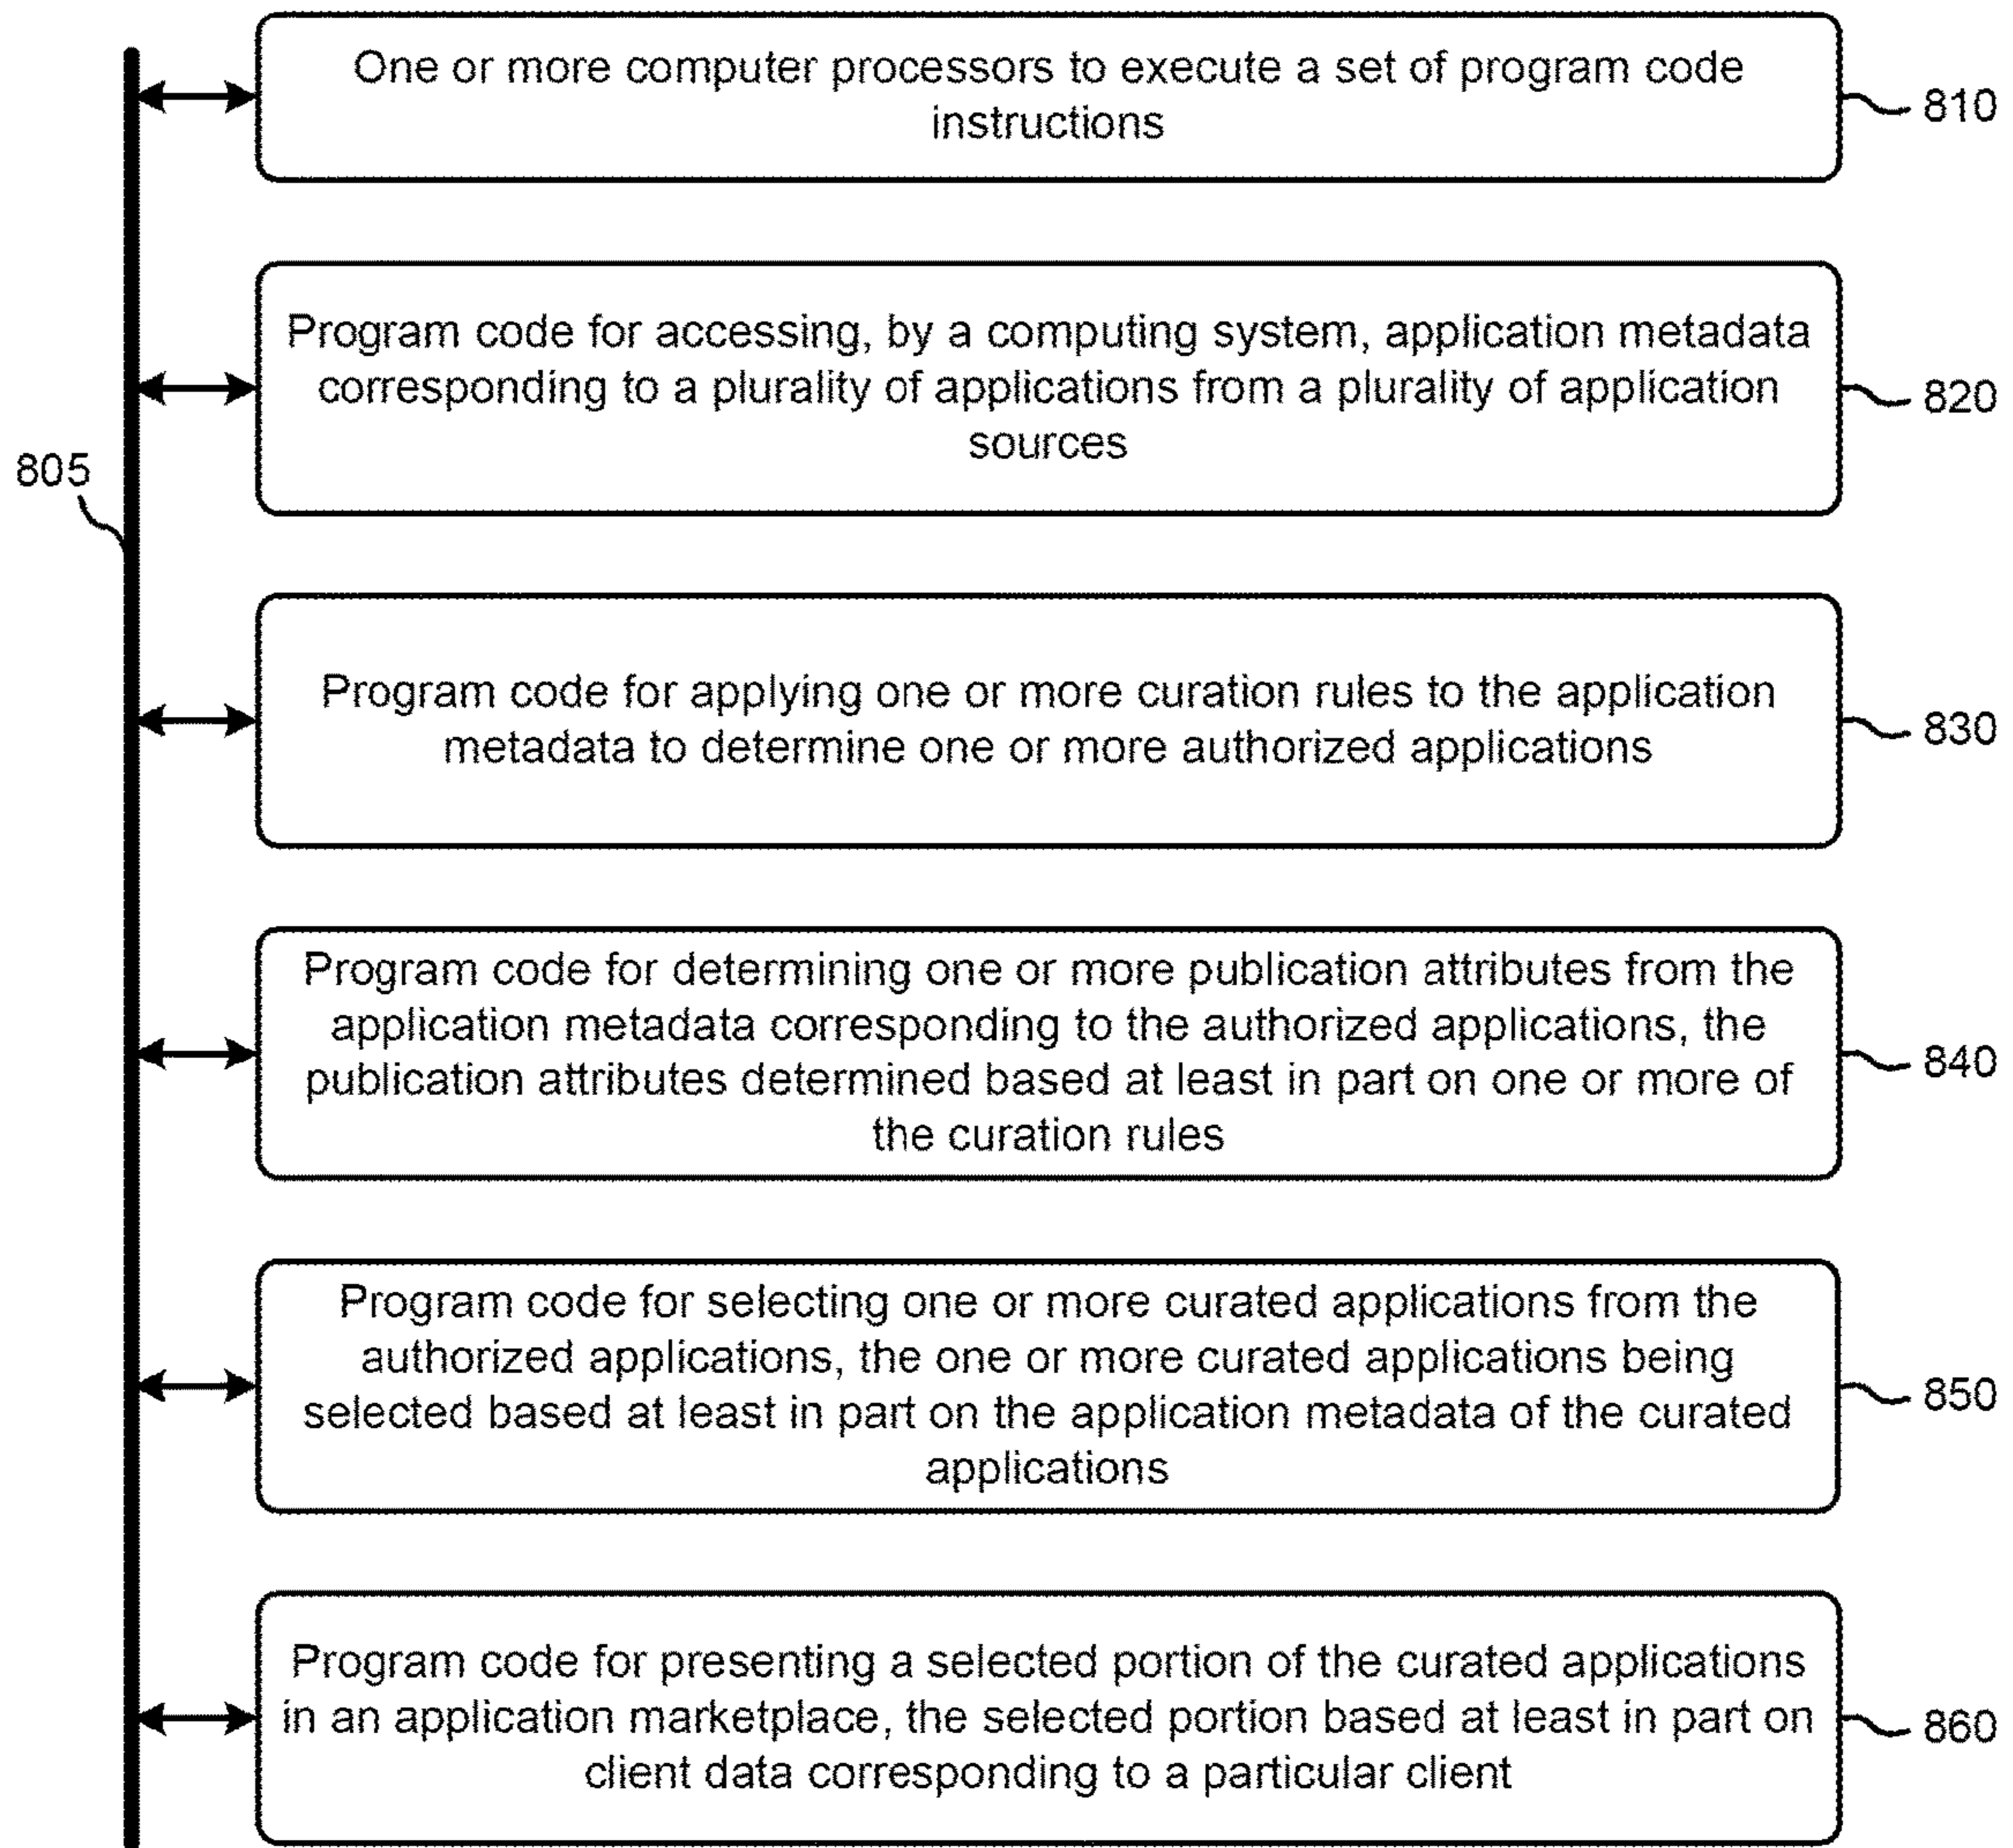 One or more computer processors to execute a set of program code
instructions
810
Program code for accessing, by a computing system, application metadata
corresponding to a plurality of applications from a plurality of application
sources
820
805
Program code for applying one or more curation rules to the application
metadata to determine one or more authorized applications
830
Program code for determining one or more publication attributes from the
application metadata corresponding to the authorized applications, the
publication attributes determined based at least in part on one or more of
the curation rules
840
Program code for selecting one or more curated applications from the
authorized applications, the one or more curated applications being
selected based at least in part on the application metadata of the curated
applications
850
Program code for presenting a selected portion of the curated applications
in an application marketplace, the selected portion based at least in part on
client data corresponding to a particular client
860